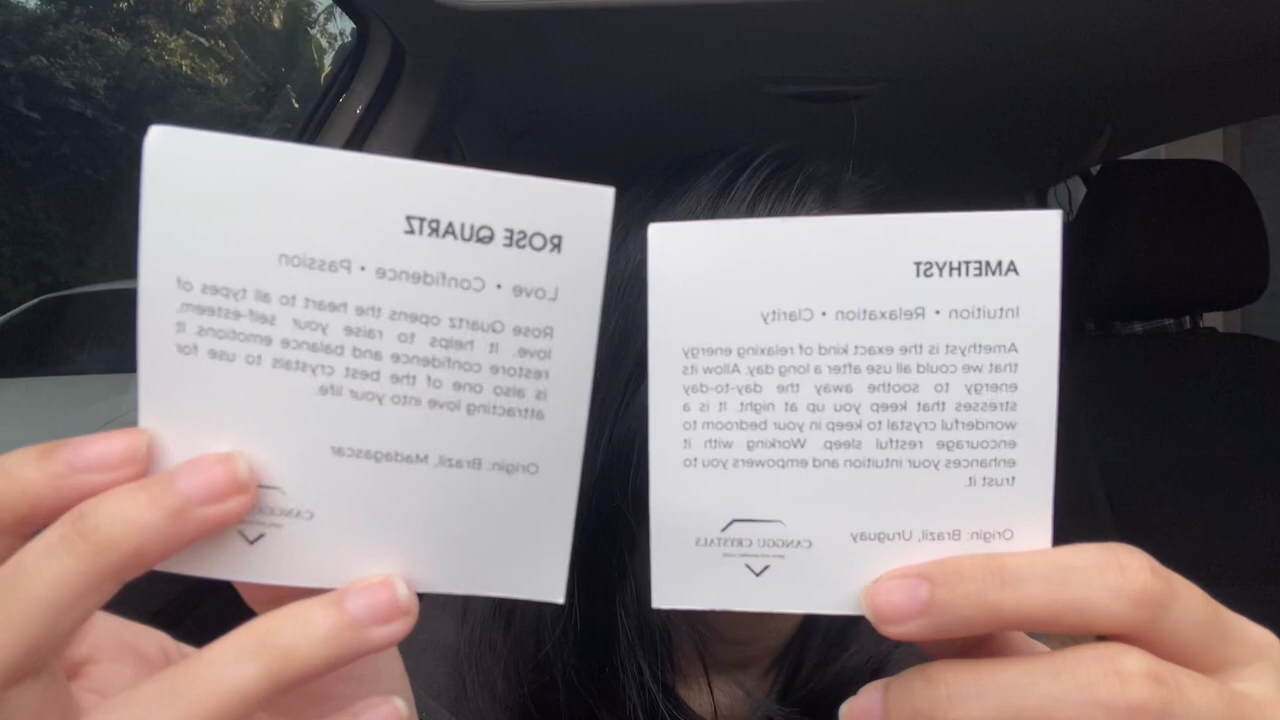 ROSE QUARTZ
Love • Confidence • Passion
Rose Quartz opens the heart to all types of
love. It helps to raise your self-esteem,
restore confidence and balance emotions. It
is also one of the best crystals to use for
attracting love into your life.
Origin: Brazil, Madagascar
CANGGU
AMETHYST
Intuition • Relaxation • Clarity
Amethyst is the exact kind of relaxing energy
that we could all use after a long day. Allow its
energy to soothe away the day-to-day
stresses that keep you up at night. It is a
wonderful crystal to keep in your bedroom to
encourage restful sleep. Working with it
enhances your intuition and empowers you to
trust it.
Origin: Brazil, Uruguay
CANGGU CRYSTALS